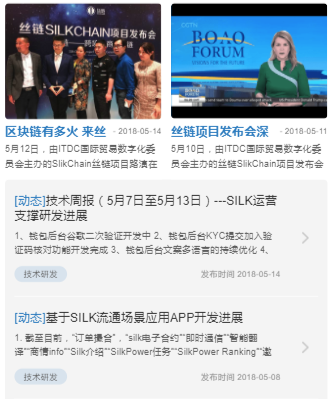 丝链SILKCHAIN项目发布会
BOAO
FORUM
区块链有多火 来丝
- 2018-05-14
5月12日，由ITDC国际贸易数字化委
员会主办的SlikChain丝链项目路演在
丝链项目发布会深
- 2018-05-11
5月10日，由ITDC国际贸易数字化委
员会主办的SilkChain项目发布会
[动态]技术周报（5月7日至5月13日）---SILK运营
支撑研发进展
1、钱包后台谷歌二次验证开发中 2、钱包后台KYC提交加入验
证码核对功能开发完成 3、钱包后台文案多语言的持续优化 4、
技术研发
发布时间 2018-05-14
[动态]基于SILK流通场景应用APP开发进展
1. 截至目前，“订单撮合”，“silk电子合约”“即时通信”“智能翻
译”“商情info”“Silk介绍”“SilkPower任务”“SilkPower Ranking”“邀
技术研发
发布时间 2018-05-08